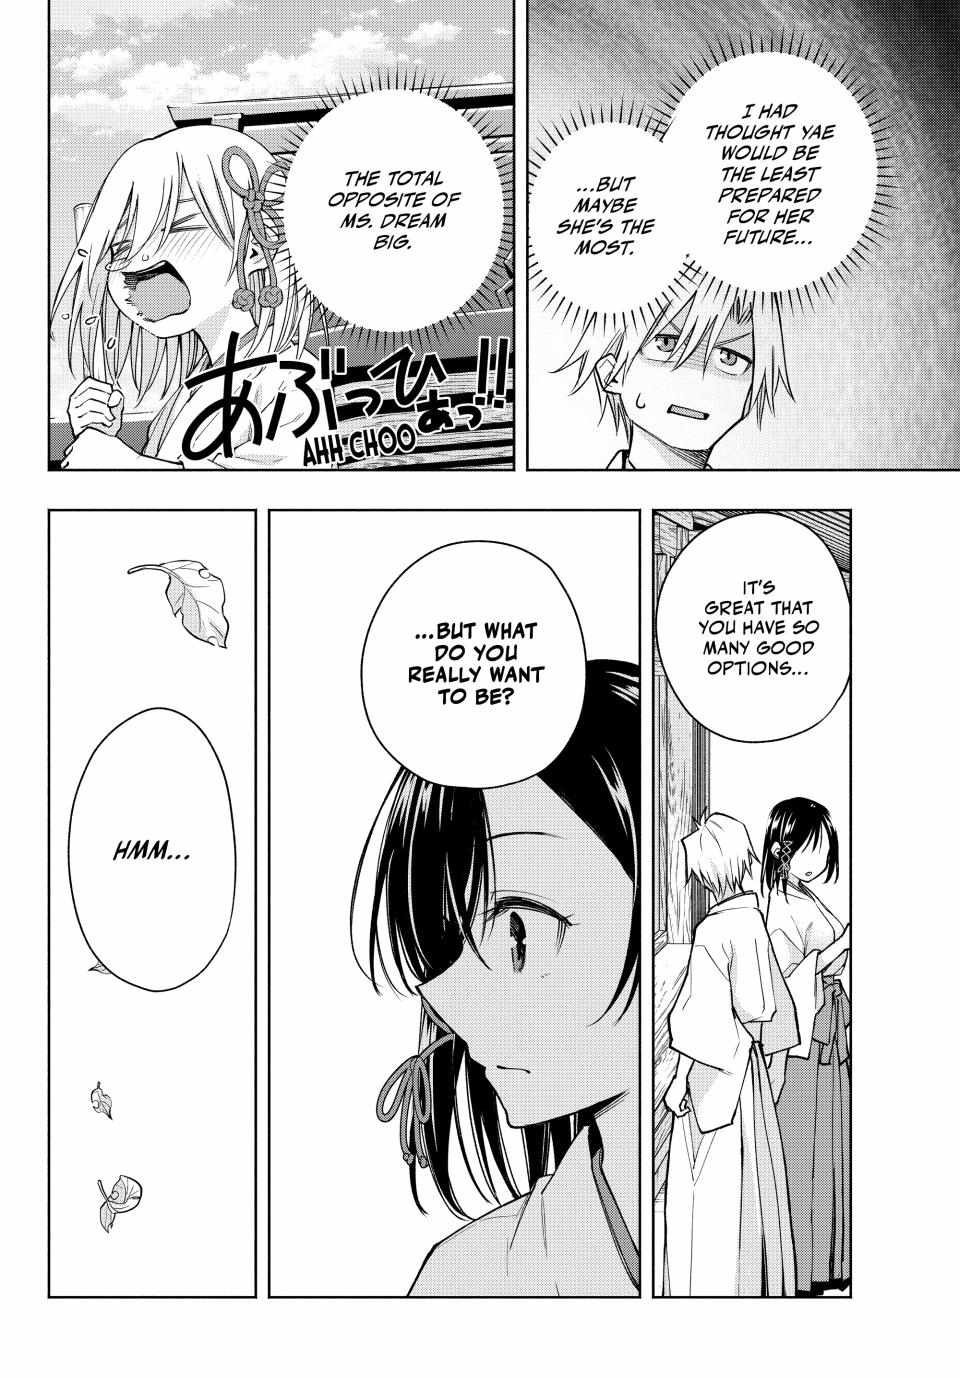 I HAD
THOUGHT YAE
WOULD BE
THE LEAST
PREPARED
FOR HER
FUTURE...
...BUT
MAYBE
SHE'S THE
MOST.
THE TOTAL
OPPOSITE OF
MS. DREAM
BIG.
あぶっひぁっ!!
AHH CHOO
IT'S
GREAT THAT
YOU HAVE SO
MANY GOOD
OPTIONS...
...BUT WHAT
DO YOU
REALLY WANT
TO BE?
HMM...